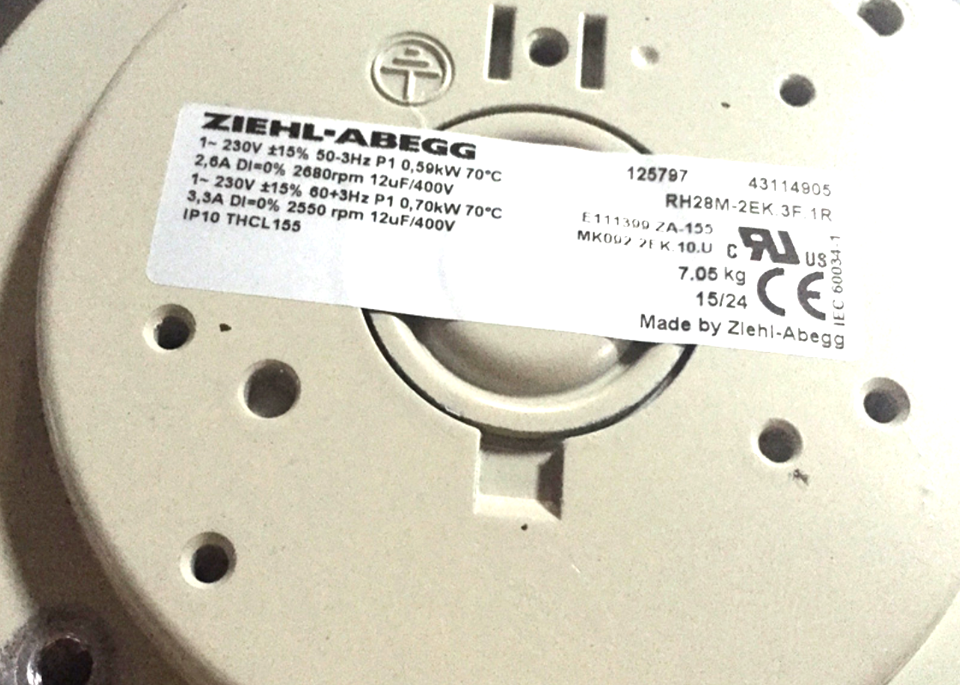 ZIEHL-ABEGG
1~ 230V ±15% 50-3Hz P1 0,59kW 70°C
2,6A DI=0% 2680rpm 12uF/400V
1~ 230V ±15% 60+3Hz P1 0,70kW 70°C
3,3A DI=0% 2550 rpm 12uF/400V
IP10 THCL155
125797 43114905
RH28M-2EK.3F.1R
E111399 ZA-155
MK092-2EK.10.U
C RU US
7.05 kg
15/24 CE
Made by Ziehl-Abegg
IEC 60034-1